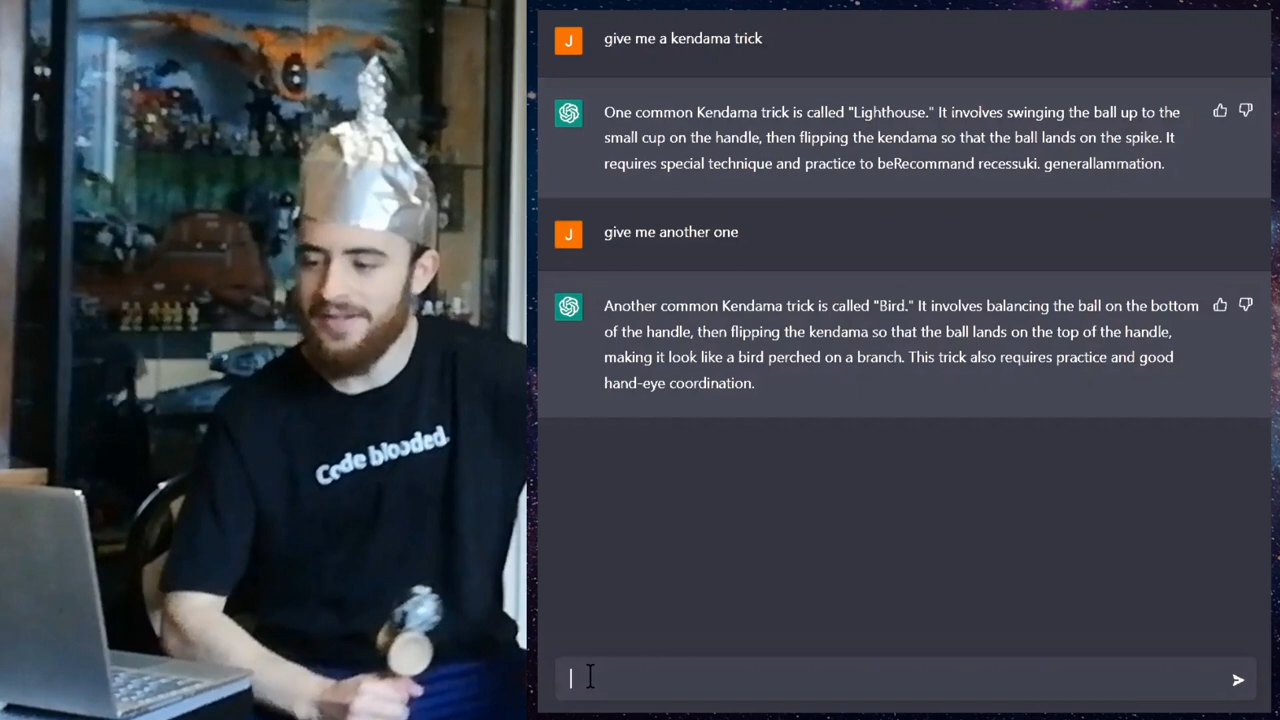 J
give me a kendama trick
One common Kendama trick is called "Lighthouse." It involves swinging the ball up to the
small cup on the handle, then flipping the kendama so that the ball lands on the spike. It
requires special technique and practice to beRecommand recessuki. generallammation.
J
give me another one
Another common Kendama trick is called "Bird." It involves balancing the ball on the bottom
of the handle, then flipping the kendama so that the ball lands on the top of the handle,
making it look like a bird perched on a branch. This trick also requires practice and good
hand-eye coordination.
Code blooded.